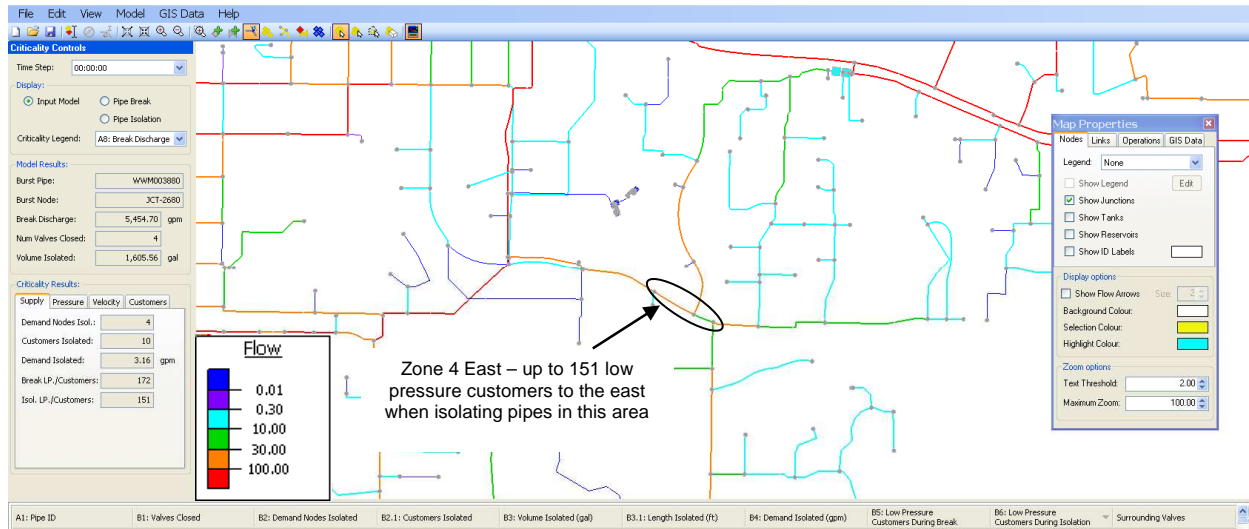 File Edit View Model GIS Data Help
Criticality Controls
Time Step: 00:00:00
Display:
Input Model
Pipe Break
Pipe Isolation
Criticality Legend: A8: Break Discharge
Model Results:
Burst Pipe: WWM003880
Burst Node: JCT-2680
Break Discharge: 5,454.70 gpm
Num Valves Closed: 4
Volume Isolated: 1,605.56 gal
Criticality Results:
Supply Pressure Velocity Customers
Demand Nodes Isol.: 4
Customers Isolated: 10
Demand Isolated: 3.16 gpm
Break LP./Customers: 172
Isol. LP./Customers: 151
Flow
0.01
0.30
10.00
30.00
100.00
Zone 4 East – up to 151 low
pressure customers to the east
when isolating pipes in this area
Map Properties
Nodes Links Operations GIS Data
Legend: None
Show Legend Edit
Show Junctions
Show Tanks
Show Reservoirs
Show ID Labels
Display options
Show Flow Arrows Size: 2
Background Colour:
Selection Colour:
Highlight Colour:
Zoom options
Text Threshold: 2.00
Maximum Zoom: 100.00
A1: Pipe ID
B1: Valves Closed
B2: Demand Nodes Isolated
B2.1: Customers Isolated
B3: Volume Isolated (gal)
B3.1: Length Isolated (ft)
B4: Demand Isolated (gpm)
B5: Low Pressure
Customers During Break
B6: Low Pressure
Customers During Isolation
Surrounding Valves